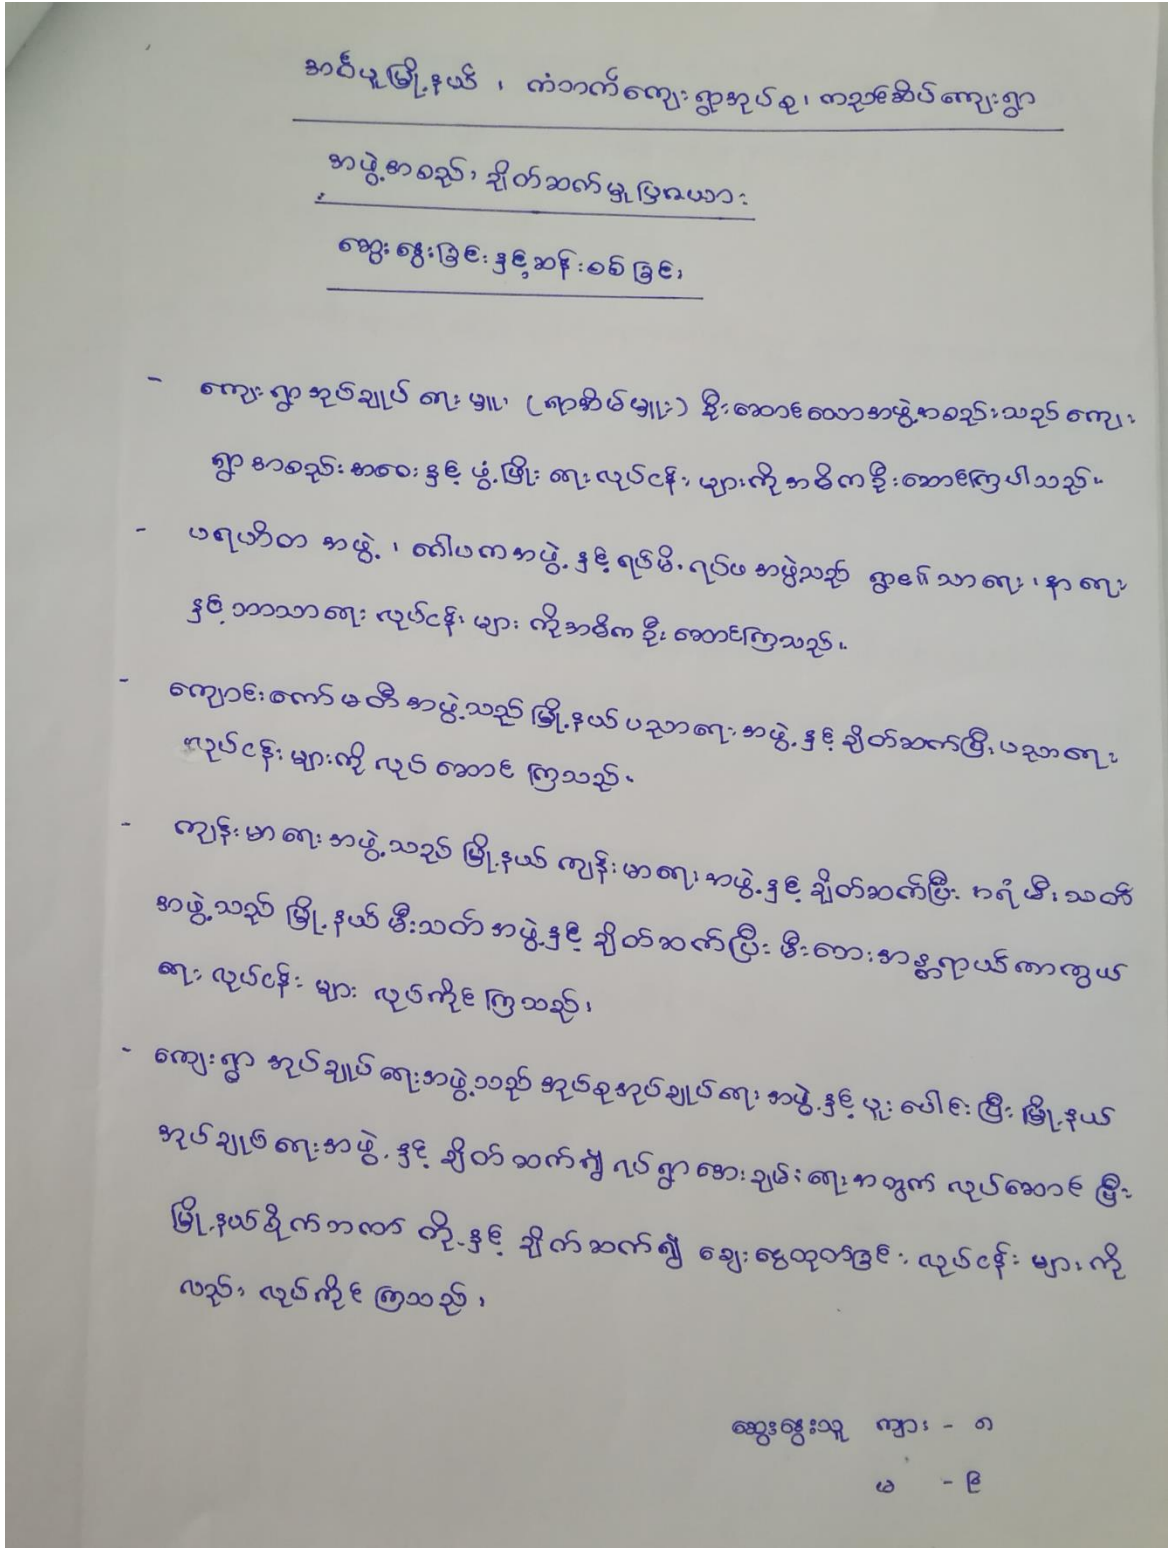 အင်္ဂပူမြို့နယ်၊ ကံဘက်ကျေးရွာအုပ်စု၊ ကညင်ဆိပ်ကျေးရွာ
အဖွဲ့အစည်း ချိတ်ဆက်မှုပြဇယား
ဆွေးနွေးခြင်းနှင့်ဆန်းစစ်ခြင်း
- ကျေးရွာအုပ်ချုပ်ရေးမှူး (ရာအိမ်မှူး) ဦးဆောင်သောအဖွဲ့အစည်းသည် ကျေး
ရွာအစည်းအဝေးနှင့် ဖွံ့ဖြိုးရေးလုပ်ငန်းများကိုအဓိကဦးဆောင်ကြပါသည်။
- ပရဟိတအဖွဲ့၊ ဂေါပကအဖွဲ့နှင့်ရပ်မိ၊ရပ်ဖအဖွဲ့သည် ရွာ၏သာရေး၊နာရေး
နှင့်ဘာသာရေးလုပ်ငန်းများကိုအဓိကဦးဆောင်ကြသည်။
- ကျောင်းကော်မတီအဖွဲ့သည်မြို့နယ်ပညာရေးအဖွဲ့နှင့်ချိတ်ဆက်ပြီးပညာရေး
လုပ်ငန်းများကိုလုပ်ဆောင်ကြသည်။
- ကျန်းမာရေးအဖွဲ့သည် မြို့နယ်ကျန်းမာရေးအဖွဲ့နှင့်ချိတ်ဆက်ပြီး အရံမီးသတ်
အဖွဲ့သည် မြို့နယ်မီးသတ်အဖွဲ့နှင့် ချိတ်ဆက်ပြီး မီးဘေးအန္တရာယ်ကာကွယ်
ရေးလုပ်ငန်းများ လုပ်ကိုင်ကြသည်။
- ကျေးရွာအုပ်ချုပ်ရေးအဖွဲ့သည် အုပ်စုအုပ်ချုပ်ရေးအဖွဲ့နှင့်ပူးပေါင်းပြီး မြို့နယ်
အုပ်ချုပ်ရေးအဖွဲ့နှင့် ချိတ်ဆက်၍ ရပ်ရွာအေးချမ်းရေးအတွက် လုပ်ဆောင်ပြီး
မြို့နယ်စိုက်ဘဏ်တို့နှင့် ချိတ်ဆက်၍ ချေးငွေထုတ်ခြင်းလုပ်ငန်းများကို
လည်း လုပ်ကိုင်ကြသည်။
ဆွေးနွေးသူ ကျား - ၈
မ - ၉